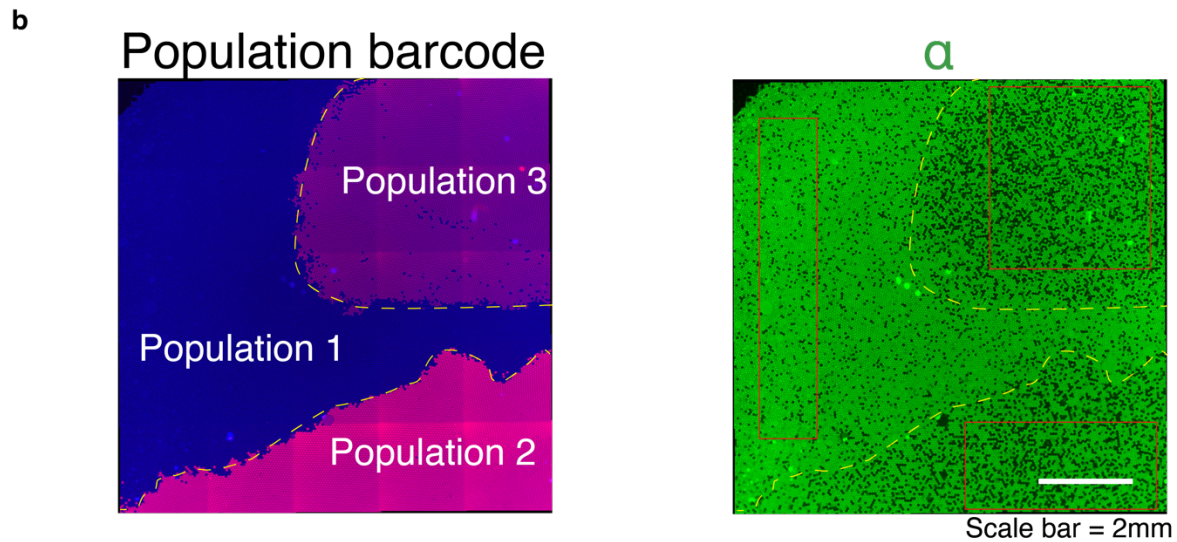 b
Population barcode
α
Population 3
Population 1
Population 2
Scale bar = 2mm